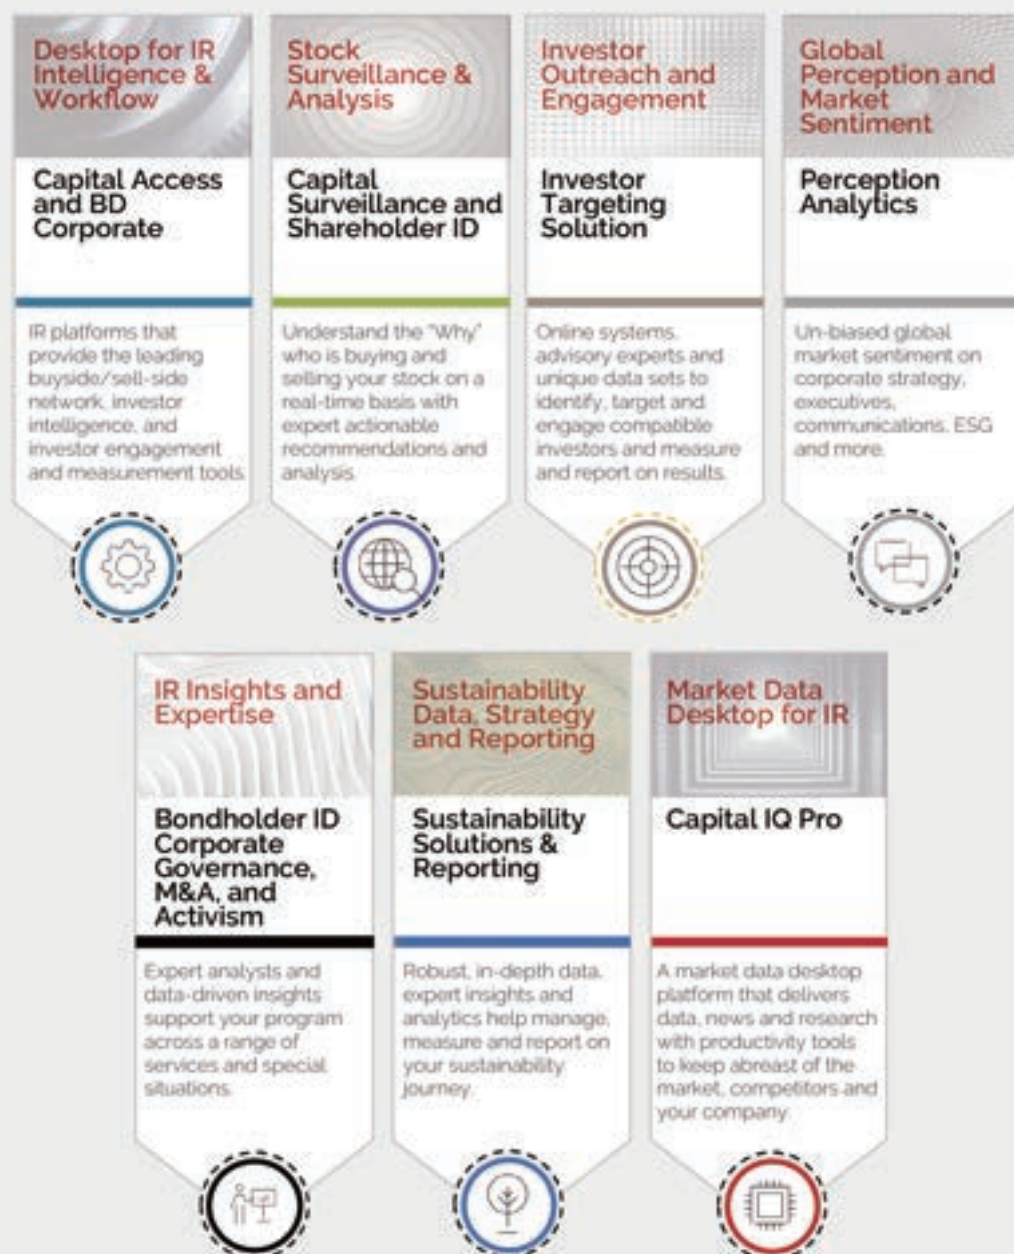 Desktop for IR
Intelligence &
Workflow
Capital Access
and BD
Corporate
IR platforms that
provide the leading
buyside/sell-side
network, investor
intelligence, and
investor engagement
and measurement tools.
Stock
Surveillance &
Analysis
Capital
Surveillance and
Shareholder ID
Understand the "Why"
who is buying and
selling your stock on a
real-time basis with
expert actionable
recommendations and
analysis.
Investor
Outreach and
Engagement
Investor
Targeting
Solution
Online systems,
advisory experts and
unique data sets to
identify, target and
engage compatible
investors and measure
and report on results.
Global
Perception and
Market
Sentiment
Perception
Analytics
Un-biased global
market sentiment on
corporate strategy,
executives,
communications, ESG
and more.
IR Insights and
Expertise
Bondholder ID
Corporate
Governance,
M&A, and
Activism
Expert analysts and
data-driven insights
support your program
across a range of
services and special
situations.
Sustainability
Data, Strategy
and Reporting
Sustainability
Solutions &
Reporting
Robust, in-depth data,
expert insights and
analytics help manage,
measure and report on
your sustainability
journey.
Market Data
Desktop for IR
Capital IQ Pro
A market data desktop
platform that delivers
data, news and research
with productivity tools
to keep abreast of the
market, competitors and
your company.